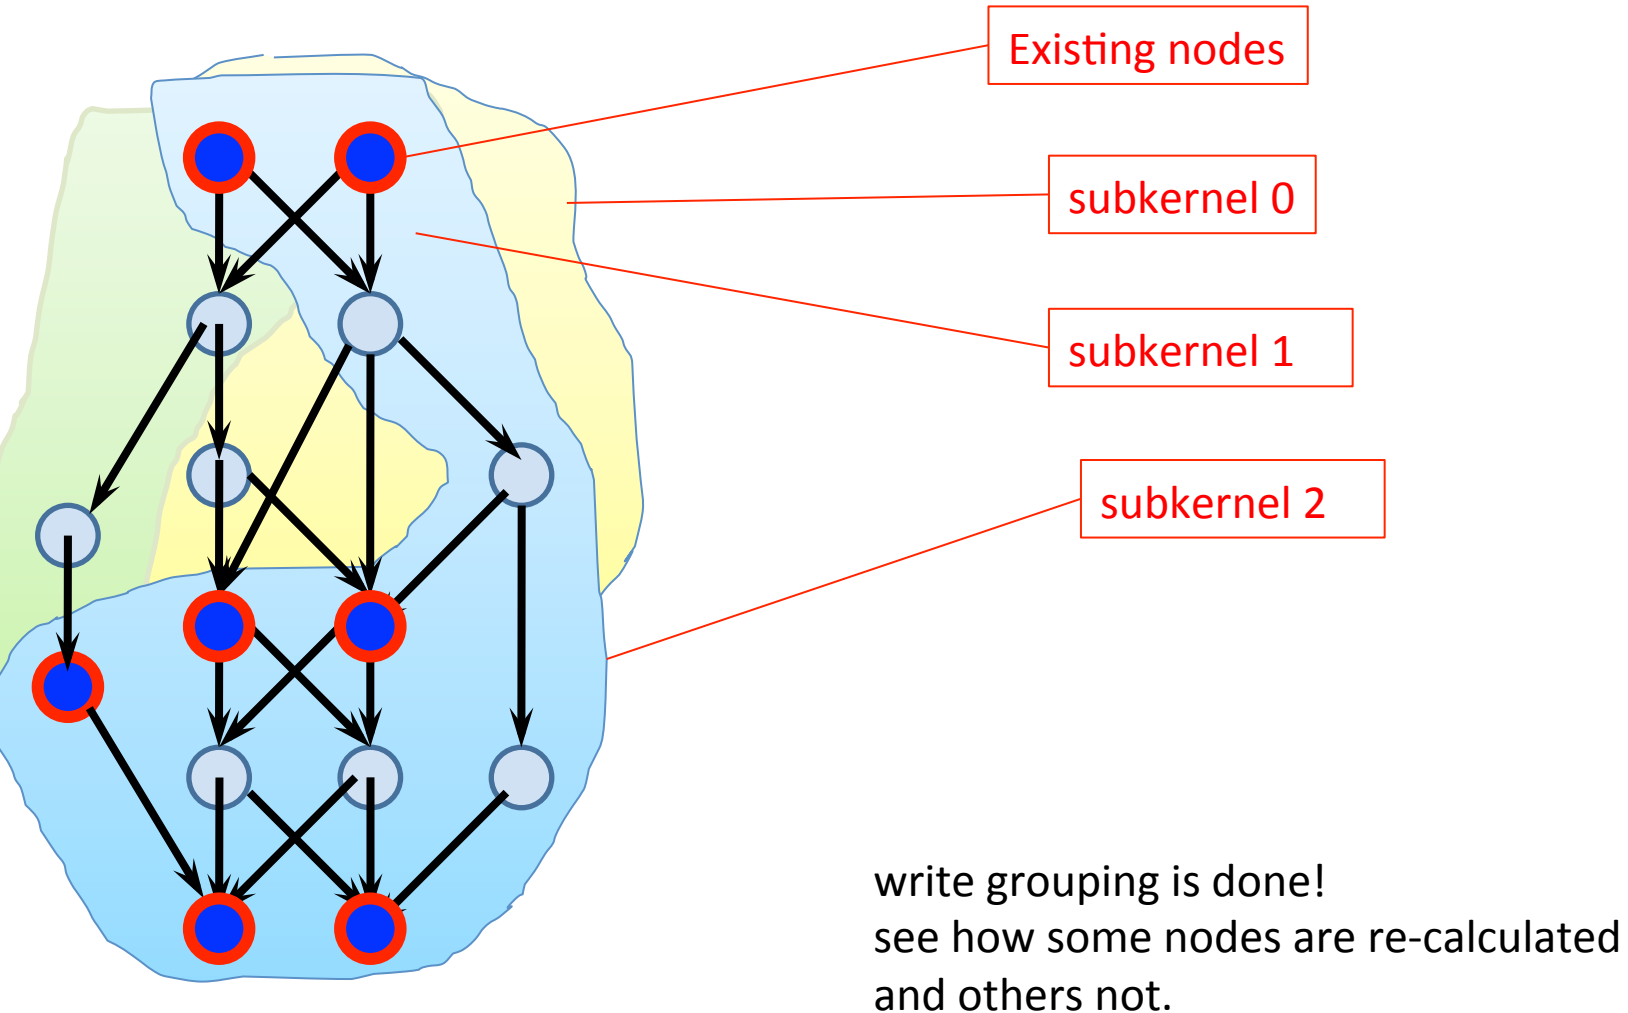 Existing nodes
subkernel 0
subkernel 1
subkernel 2
write grouping is done!
see how some nodes are re-calculated
and others not.